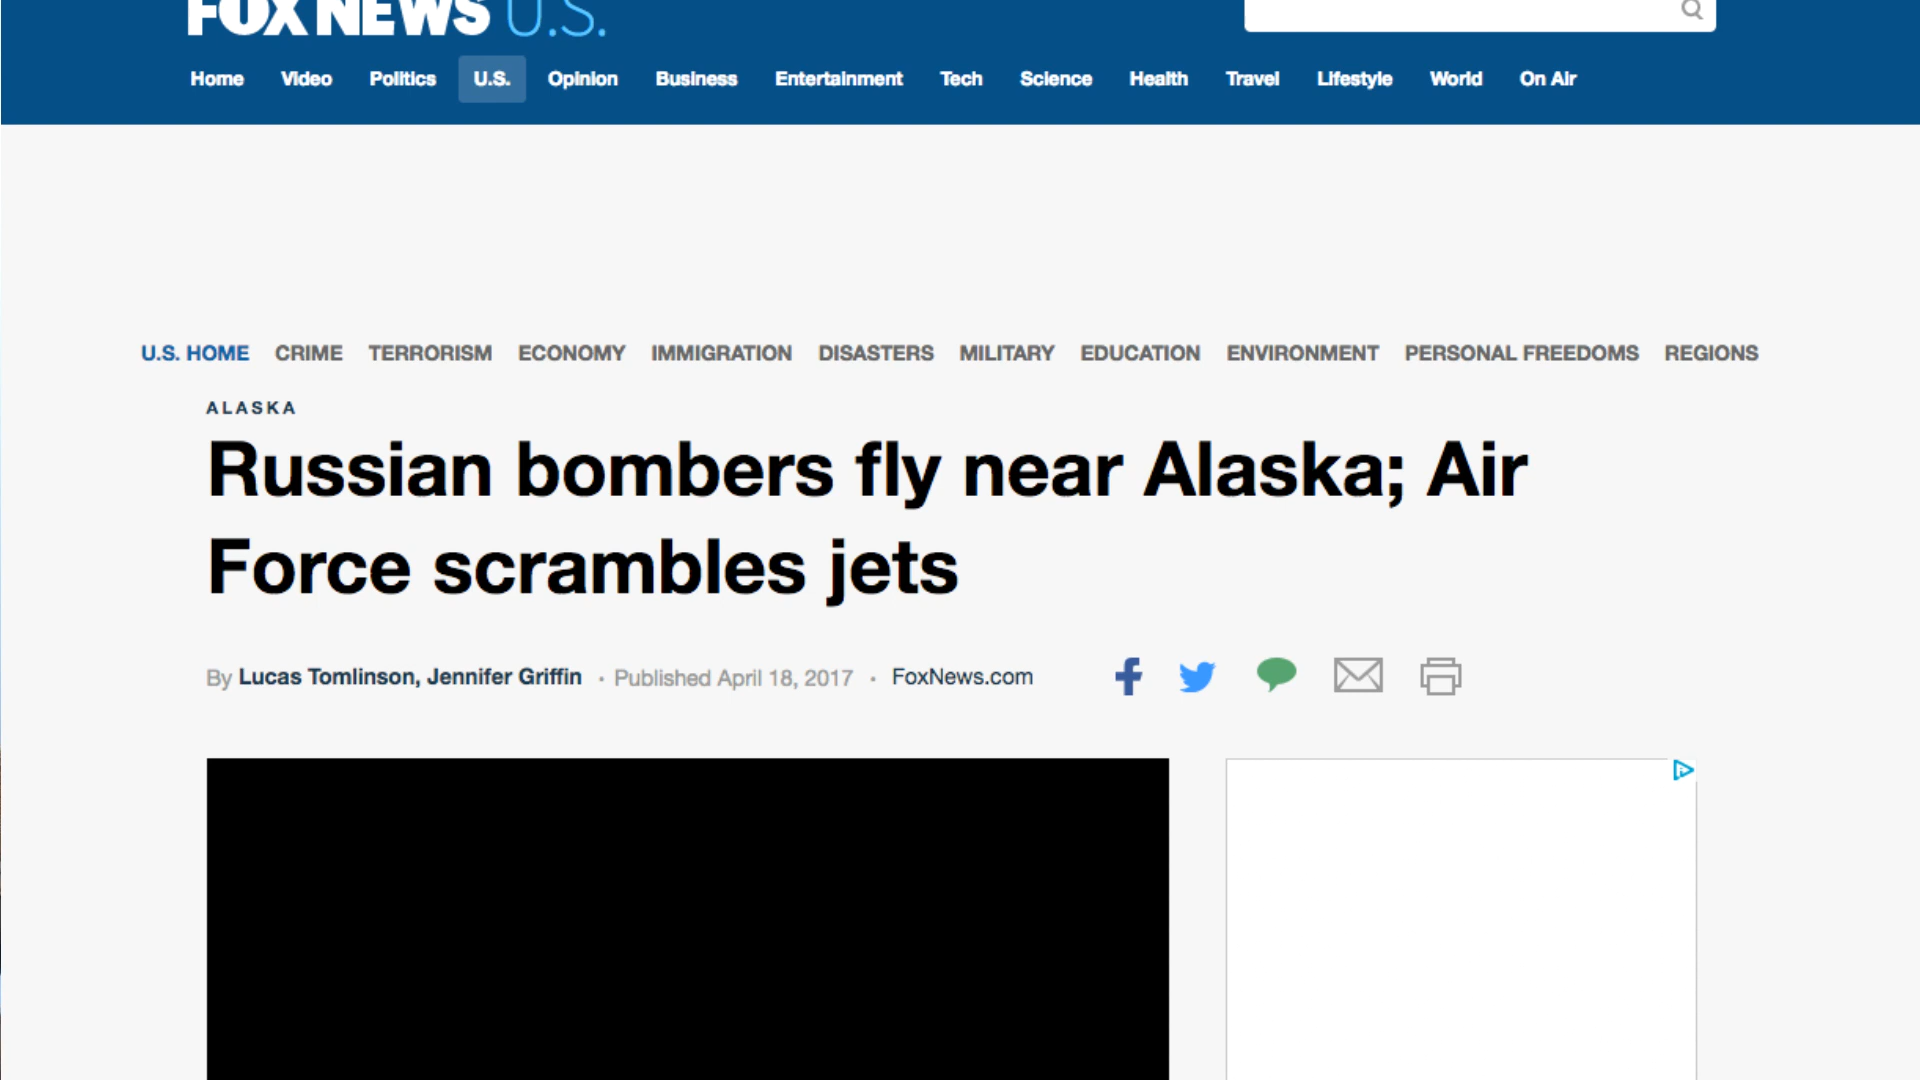 FOX NEWS U.S.
Home Video Politics U.S. Opinion Business Entertainment Tech Science Health Travel Lifestyle World On Air
U.S. HOME CRIME TERRORISM ECONOMY IMMIGRATION DISASTERS MILITARY EDUCATION ENVIRONMENT PERSONAL FREEDOMS REGIONS
ALASKA
Russian bombers fly near Alaska; Air
Force scrambles jets
By Lucas Tomlinson, Jennifer Griffin · Published April 18, 2017 · FoxNews.com